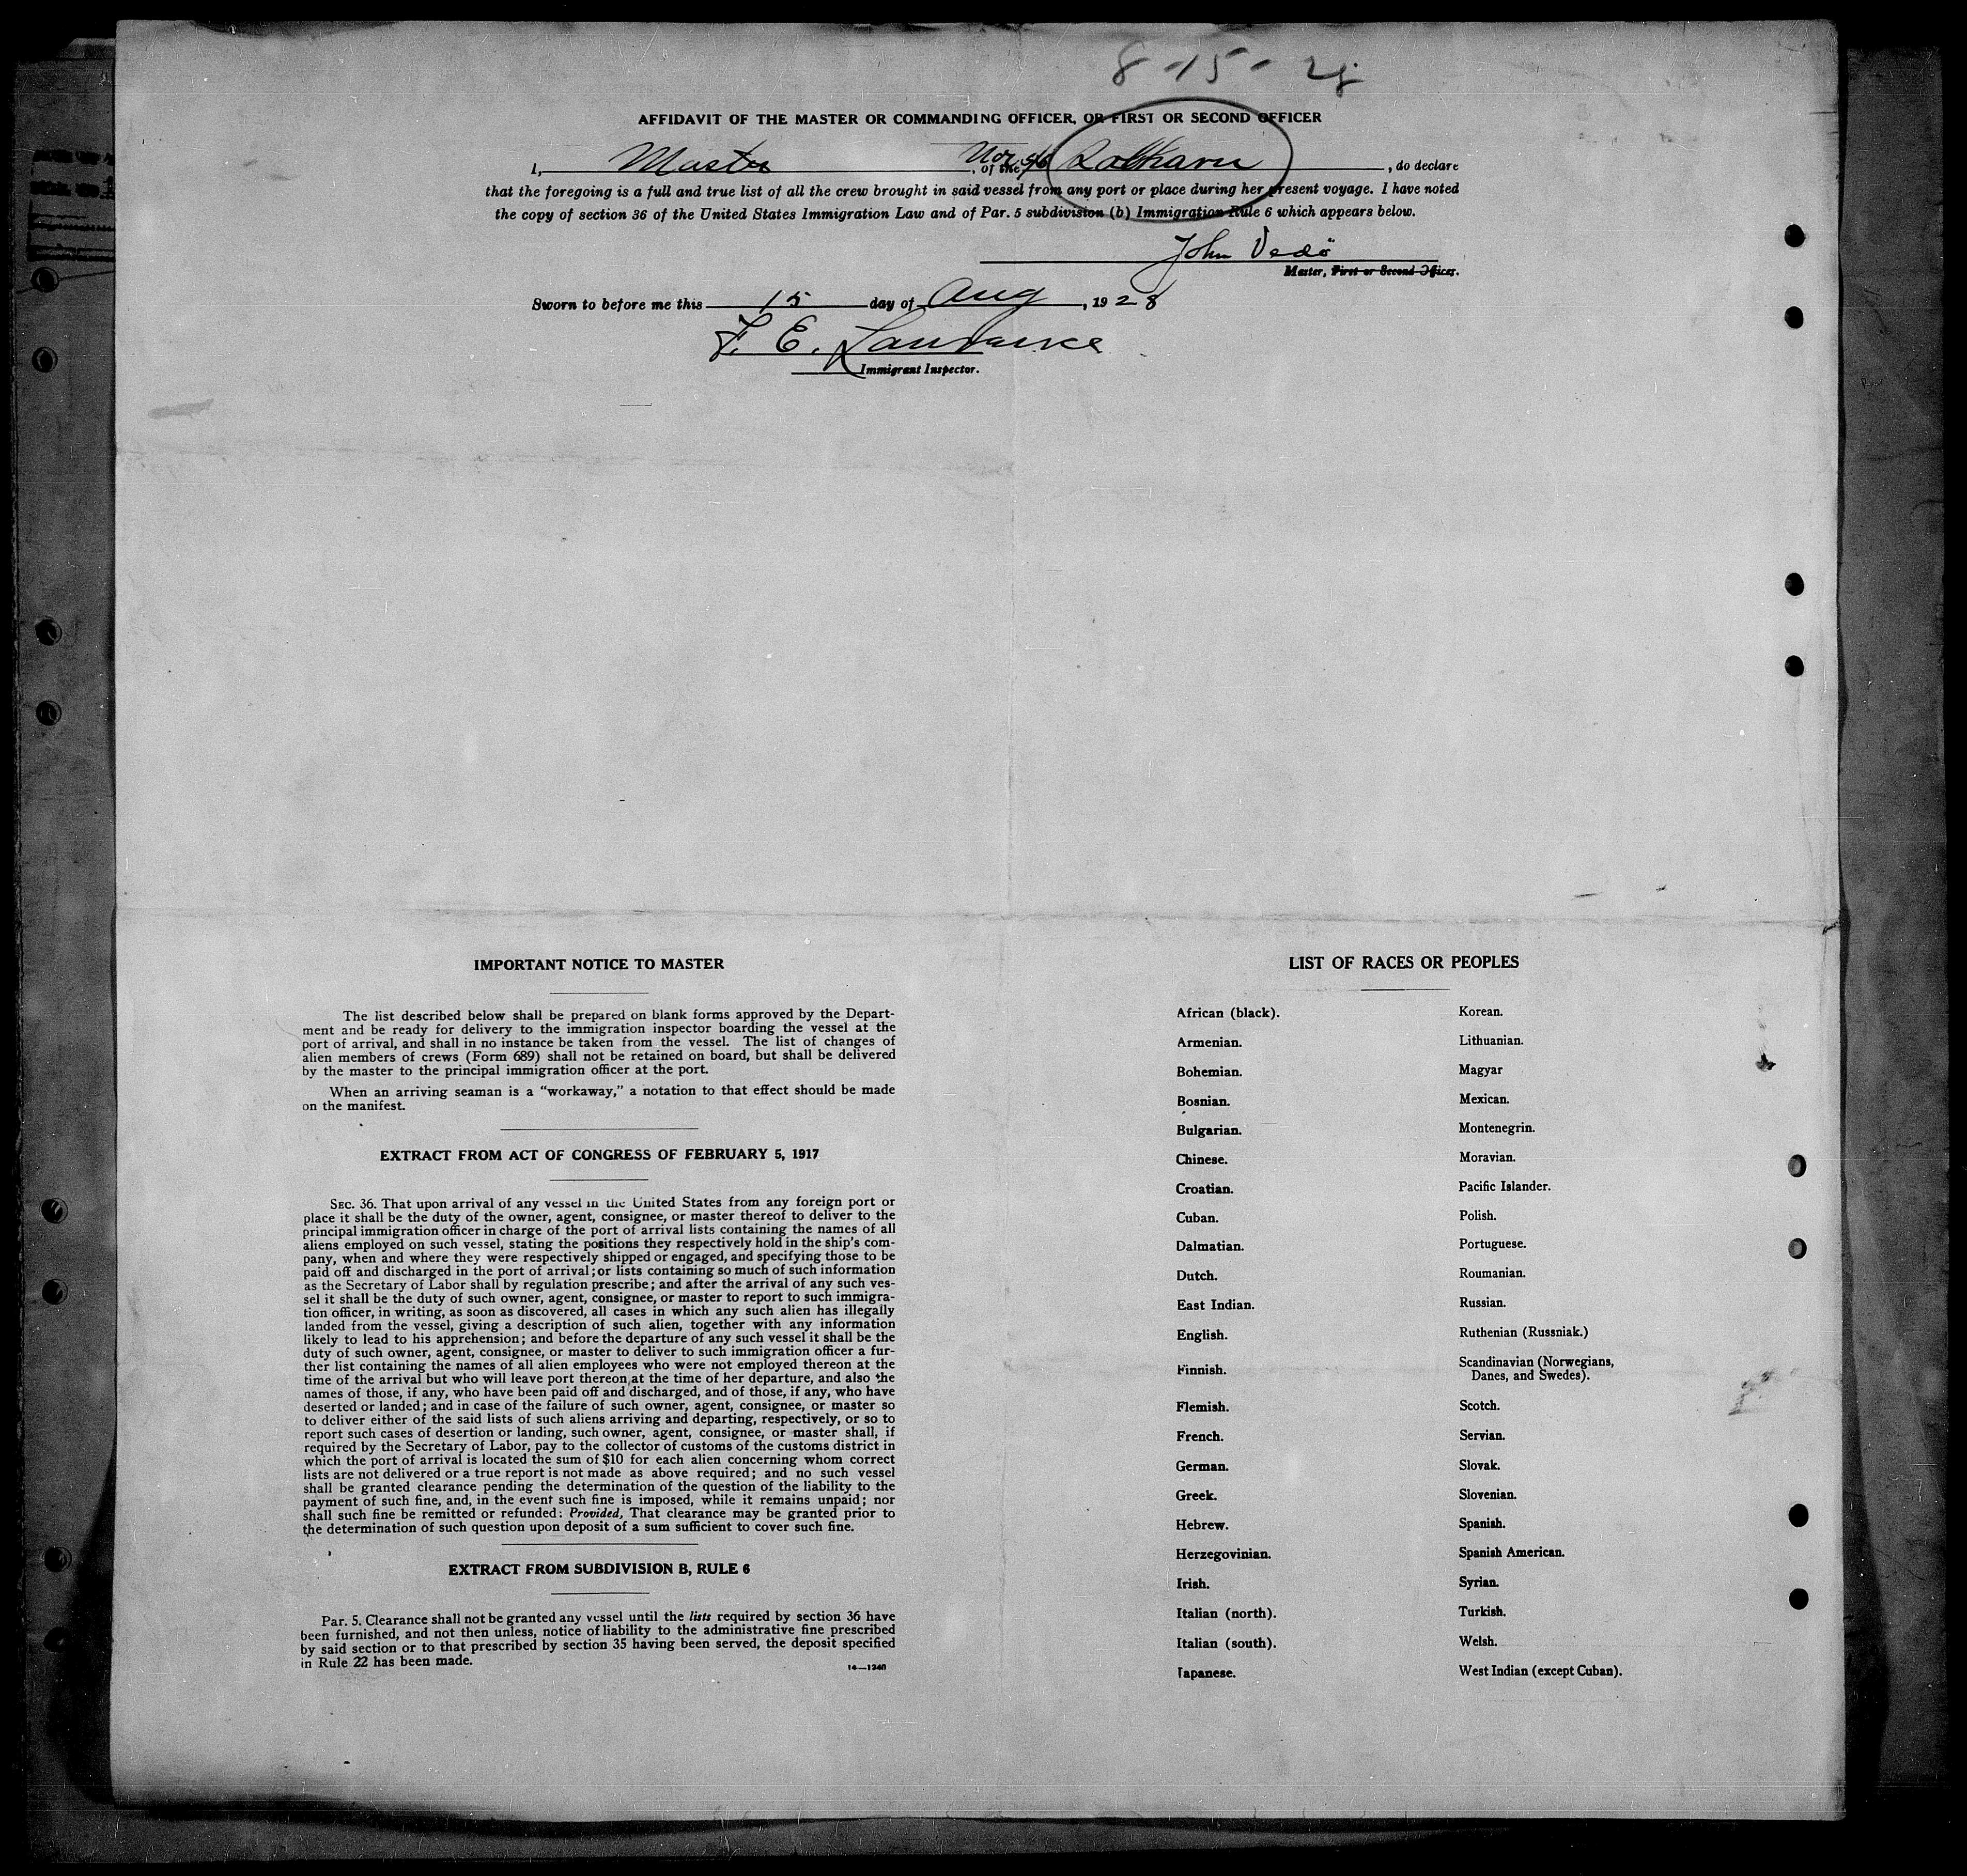 8-15-28
AFFIDAVIT OF THE MASTER OR COMMANDING OFFICER, OR FIRST OR SECOND OFFICER
I, Master, of the Nor. S/S , do declare
that the foregoing is a full and true list of all the crew brought in said vessel from any port or place during her present voyage. I have noted
the copy of section 36 of the United States Immigration Law and of Par. 5 subdivision (b) Immigration Rule 6 which appears below.
John Vedö
Master, First or Second Officer.
Sworn to before me this 15 day of Aug, 1928
F. E. Lawrence
Immigrant Inspector.
IMPORTANT NOTICE TO MASTER
The list described below shall be prepared on blank forms approved by the Depart-
ment and be ready for delivery to the immigration inspector boarding the vessel at the
port of arrival, and shall in no instance be taken from the vessel. The list of changes of
alien members of crews (Form 689) shall not be retained on board, but shall be delivered
by the master to the principal immigration officer at the port.
When an arriving seaman is a "workaway," a notation to that effect should be made
on the manifest.
EXTRACT FROM ACT OF CONGRESS OF FEBRUARY 5, 1917
SEC. 36. That upon arrival of any vessel in the United States from any foreign port or
place it shall be the duty of the owner, agent, consignee, or master thereof to deliver to the
principal immigration officer in charge of the port of arrival lists containing the names of all
aliens employed on such vessel, stating the positions they respectively hold in the ship's com-
pany, when and where they were respectively shipped or engaged, and specifying those to be
paid off and discharged in the port of arrival; or lists containing so much of such information
as the Secretary of Labor shall by regulation prescribe; and after the arrival of any such ves-
sel it shall be the duty of such owner, agent, consignee, or master to report to such immigra-
tion officer, in writing, as soon as discovered, all cases in which any such alien has illegally
landed from the vessel, giving a description of such alien, together with any information
likely to lead to his apprehension; and before the departure of any such vessel it shall be the
duty of such owner, agent, consignee, or master to deliver to such immigration officer a fur-
ther list containing the names of all alien employees who were not employed thereon at the
time of the arrival but who will leave port thereon at the time of her departure, and also the
names of those, if any, who have been paid off and discharged, and of those, if any, who have
deserted or landed; and in case of the failure of such owner, agent, consignee, or master so
to deliver either of the said lists of such aliens arriving and departing, respectively, or so to
report such cases of desertion or landing, such owner, agent, consignee, or master shall, if
required by the Secretary of Labor, pay to the collector of customs of the customs district in
which the port of arrival is located the sum of $10 for each alien concerning whom correct
lists are not delivered or a true report is not made as above required; and no such vessel
shall be granted clearance pending the determination of the question of the liability to the
payment of such fine, and, in the event such fine is imposed, while it remains unpaid; nor
shall such fine be remitted or refunded: Provided, That clearance may be granted prior to
the determination of such question upon deposit of a sum sufficient to cover such fine.
EXTRACT FROM SUBDIVISION B, RULE 6
Par. 5. Clearance shall not be granted any vessel until the lists required by section 36 have
been furnished, and not then unless, notice of liability to the administrative fine prescribed
by said section or to that prescribed by section 35 having been served, the deposit specified
in Rule 22 has been made.
14—1240
LIST OF RACES OR PEOPLES
African (black).
Armenian.
Bohemian.
Bosnian.
Bulgarian.
Chinese.
Croatian.
Cuban.
Dalmatian.
Dutch.
East Indian.
English.
Finnish.
Flemish.
French.
German.
Greek.
Hebrew.
Herzegovinian.
Irish.
Italian (north).
Italian (south).
Japanese.
Korean.
Lithuanian.
Magyar
Mexican.
Montenegrin.
Moravian.
Pacific Islander.
Polish.
Portuguese.
Roumanian.
Russian.
Ruthenian (Russniak.)
Scandinavian (Norwegians,
Danes, and Swedes).
Scotch.
Servian.
Slovak.
Slovenian.
Spanish.
Spanish American.
Syrian.
Turkish.
Welsh.
West Indian (except Cuban).